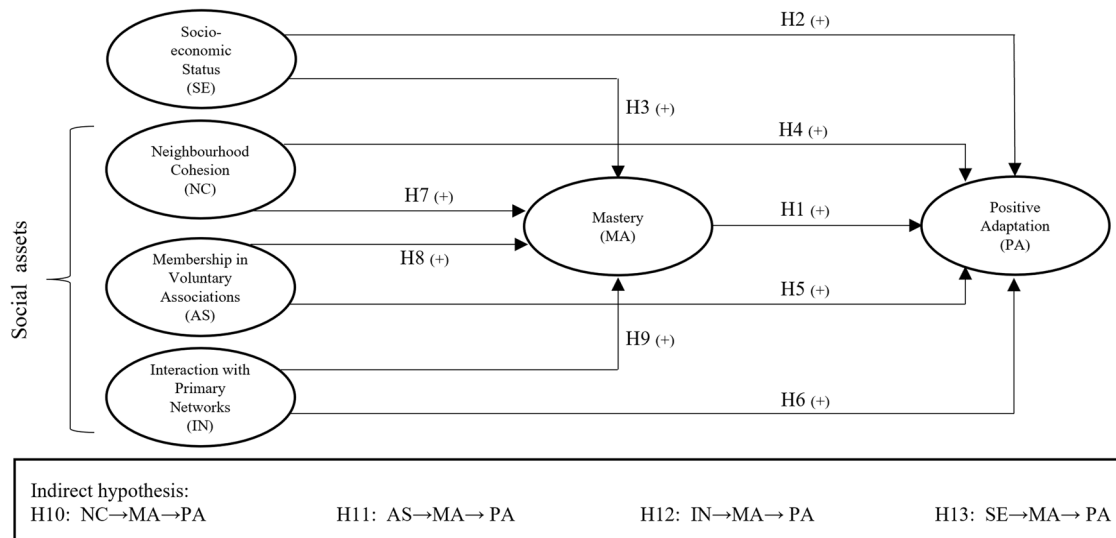 Socio-
economic
Status
(SE)
H2 (+)
H3 (+)
H4 (+)
Neighbourhood
Cohesion
(NC)
H7 (+)
Mastery
(MA)
H1 (+)
Positive
Adaptation
(PA)
Social assets
H8 (+)
Membership in
Voluntary
Associations
(AS)
H5 (+)
H9 (+)
Interaction with
Primary
Networks
(IN)
H6 (+)
Indirect hypothesis:
H10: NC→MA→PA H11: AS→MA→ PA H12: IN→MA→ PA H13: SE→MA→ PA